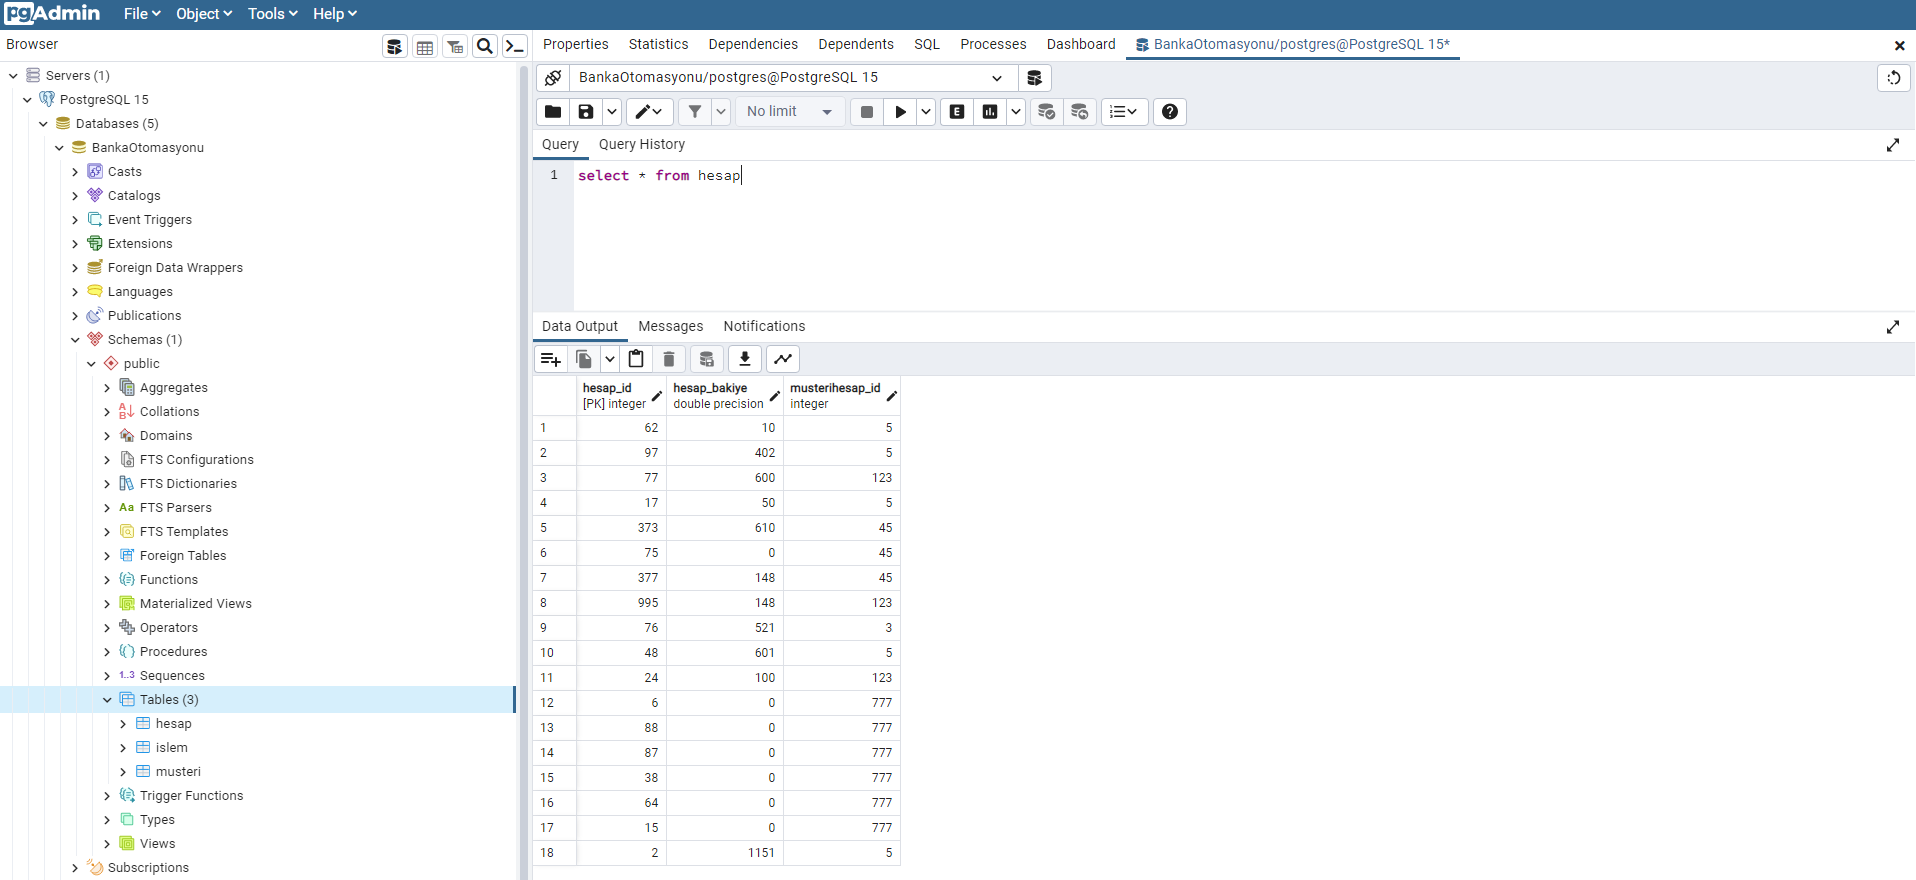 pgAdmin File Object Tools Help
Browser
Properties Statistics Dependencies Dependents SQL Processes Dashboard BankaOtomasyonu/postgres@PostgreSQL 15*
Servers (1)
PostgreSQL 15
Databases (5)
BankaOtomasyonu
Casts
Catalogs
Event Triggers
Extensions
Foreign Data Wrappers
Languages
Publications
Schemas (1)
public
Aggregates
Collations
Domains
FTS Configurations
FTS Dictionaries
Aa FTS Parsers
FTS Templates
Foreign Tables
Functions
Materialized Views
Operators
Procedures
1..3 Sequences
Tables (3)
hesap
islem
musteri
Trigger Functions
Types
Views
Subscriptions
BankaOtomasyonu/postgres@PostgreSQL 15
No limit E
Query Query History
1 select * from hesap
Data Output Messages Notifications
hesap_id hesap_bakiye musterihesap_id
[PK] integer double precision integer
1 62 10 5
2 97 402 5
3 77 600 123
4 17 50 5
5 373 610 45
6 75 0 45
7 377 148 45
8 995 148 123
9 76 521 3
10 48 601 5
11 24 100 123
12 6 0 777
13 88 0 777
14 87 0 777
15 38 0 777
16 64 0 777
17 15 0 777
18 2 1151 5